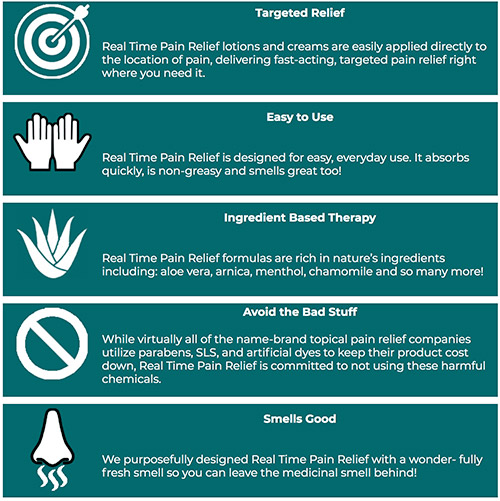 Targeted Relief
Real Time Pain Relief lotions and creams are easily applied directly to
the location of pain, delivering fast-acting, targeted pain relief right
where you need it.
Easy to Use
Real Time Pain Relief is designed for easy, everyday use. It absorbs
quickly, is non-greasy and smells great too!
Ingredient Based Therapy
Real Time Pain Relief formulas are rich in nature's ingredients
including: aloe vera, arnica, menthol, chamomile and so many more!
Avoid the Bad Stuff
While virtually all of the name-brand topical pain relief companies
utilize parabens, SLS, and artificial dyes to keep their product cost
down, Real Time Pain Relief is committed to not using these harmful
chemicals.
Smells Good
We purposefully designed Real Time Pain Relief with a wonder- fully
fresh smell so you can leave the medicinal smell behind!